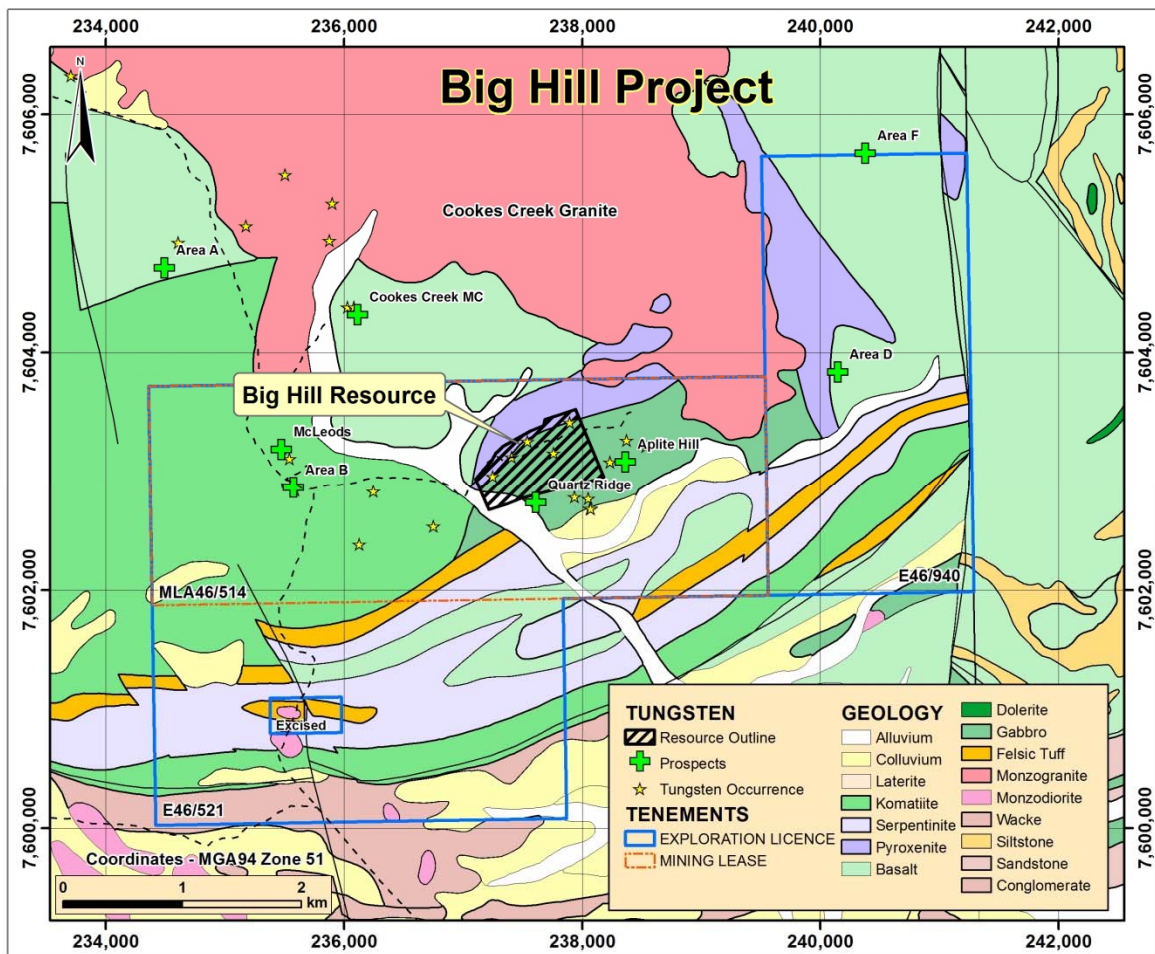 234,000
236,000
238,000
240,000
242,000
N
Big Hill Project
7,606,000
7,606,000
Area F
Cookes Creek Granite
Area A
Cookes Creek MC
7,604,000
7,604,000
Area D
Big Hill Resource
McLeods
Aplite Hill
Area B
Quartz Ridge
7,602,000
7,602,000
MLA46/514
E46/940
Excised
E46/521
7,600,000
7,600,000
Coordinates - MGA94 Zone 51
0 1 2
km
TUNGSTEN
Resource Outline
Prospects
Tungsten Occurrence
TENEMENTS
EXPLORATION LICENCE
MINING LEASE
GEOLOGY
Alluvium
Colluvium
Laterite
Komatiite
Serpentinite
Pyroxenite
Basalt
Dolerite
Gabbro
Felsic Tuff
Monzogranite
Monzodiorite
Wacke
Siltstone
Sandstone
Conglomerate
234,000
236,000
238,000
240,000
242,000